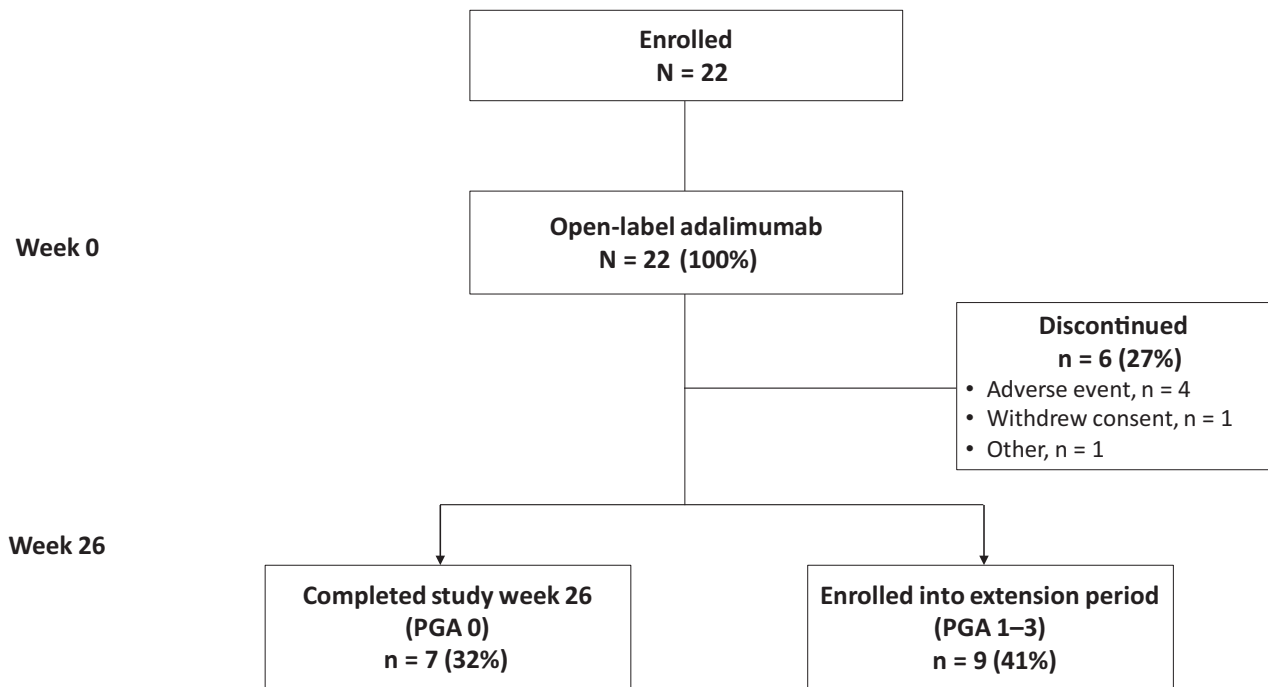 Enrolled
N = 22
Week 0
Open-label adalimumab
N = 22 (100%)
Discontinued
n = 6 (27%)
• Adverse event, n = 4
• Withdrew consent, n = 1
• Other, n = 1
Week 26
Completed study week 26
(PGA 0)
n = 7 (32%)
Enrolled into extension period
(PGA 1–3)
n = 9 (41%)